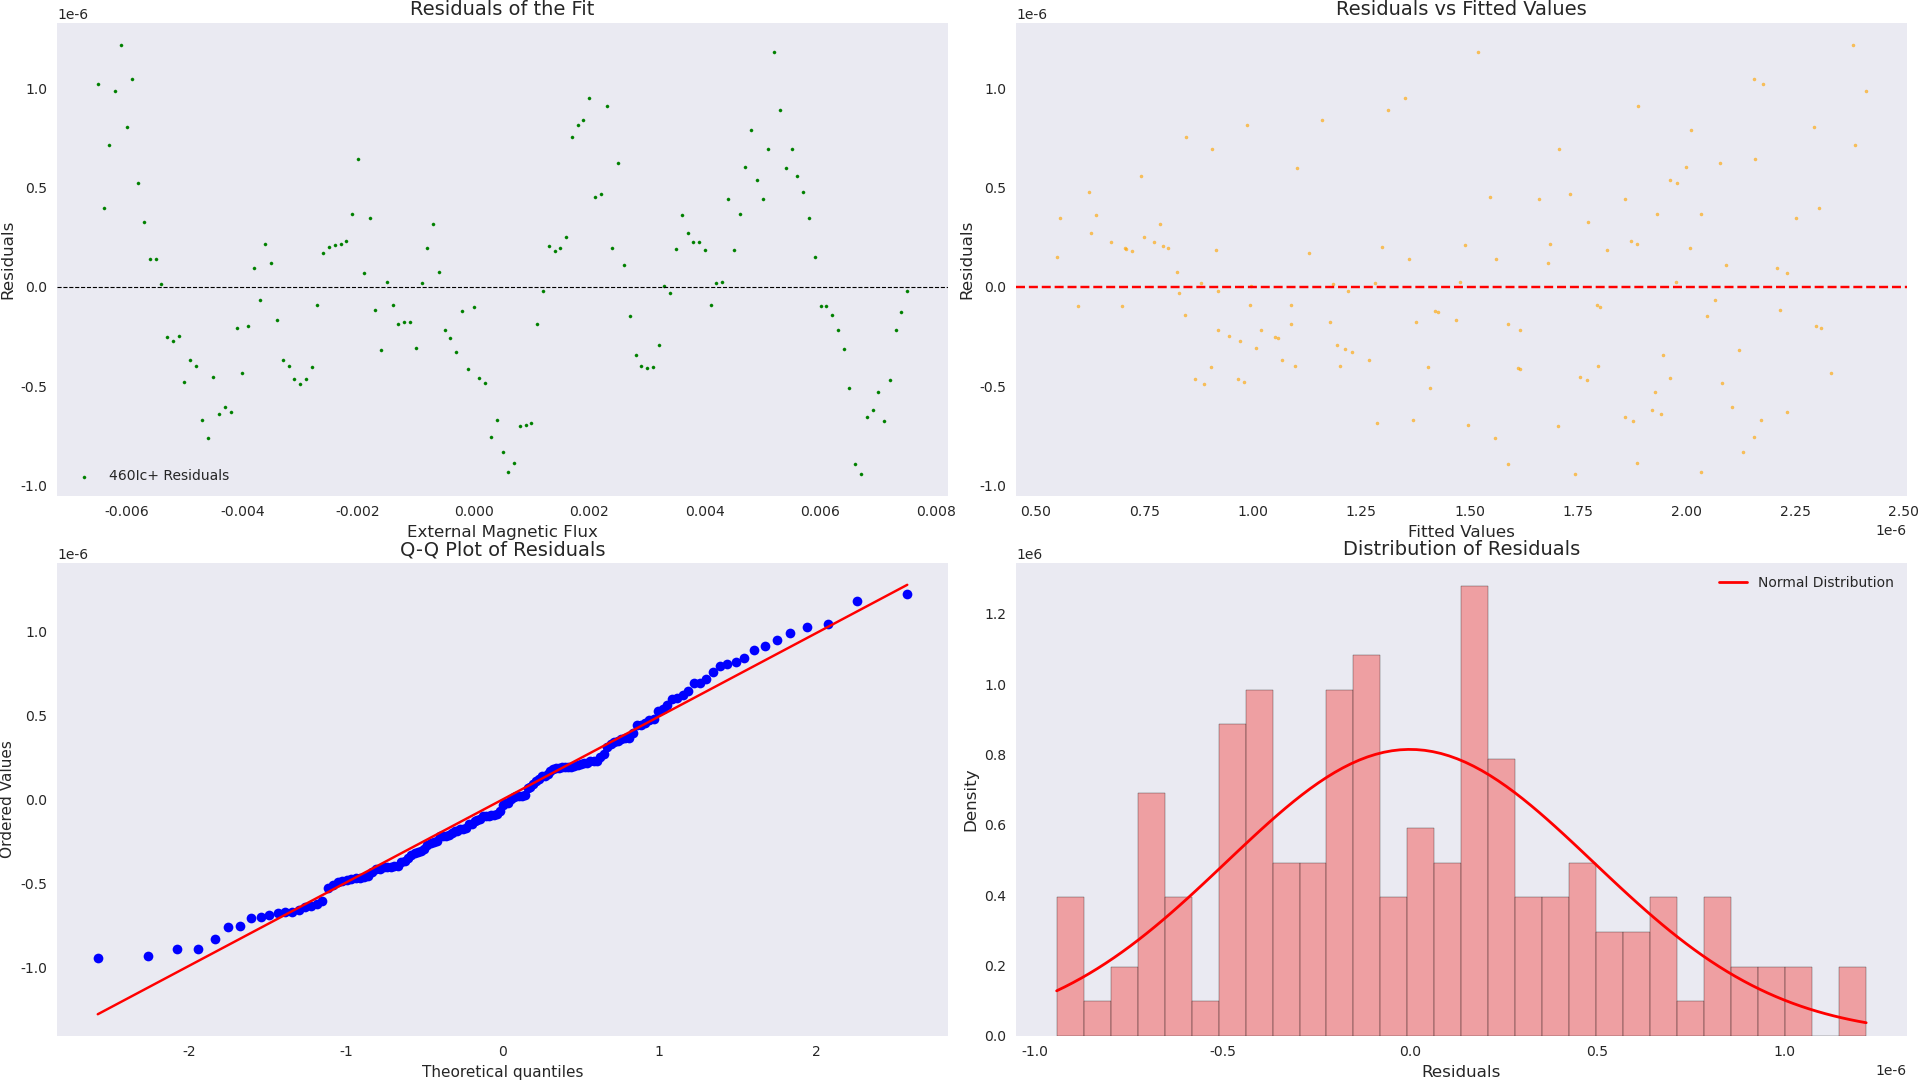 Residuals of the Fit
1e-6
1.0
0.5
0.0
-0.5
-1.0
Residuals
460Ic+ Residuals
-0.006 -0.004 -0.002 0.000 0.002 0.004 0.006 0.008
External Magnetic Flux
Residuals vs Fitted Values
1e-6
1.0
0.5
0.0
-0.5
-1.0
Residuals
0.50 0.75 1.00 1.25 1.50 1.75 2.00 2.25 2.50
Fitted Values
1e-6
Q-Q Plot of Residuals
1e-6
1.0
0.5
0.0
-0.5
-1.0
Ordered Values
-2 -1 0 1 2
Theoretical quantiles
Distribution of Residuals
1e6
Normal Distribution
1.2
1.0
0.8
0.6
0.4
0.2
0.0
Density
-1.0 -0.5 0.0 0.5 1.0
Residuals
1e-6